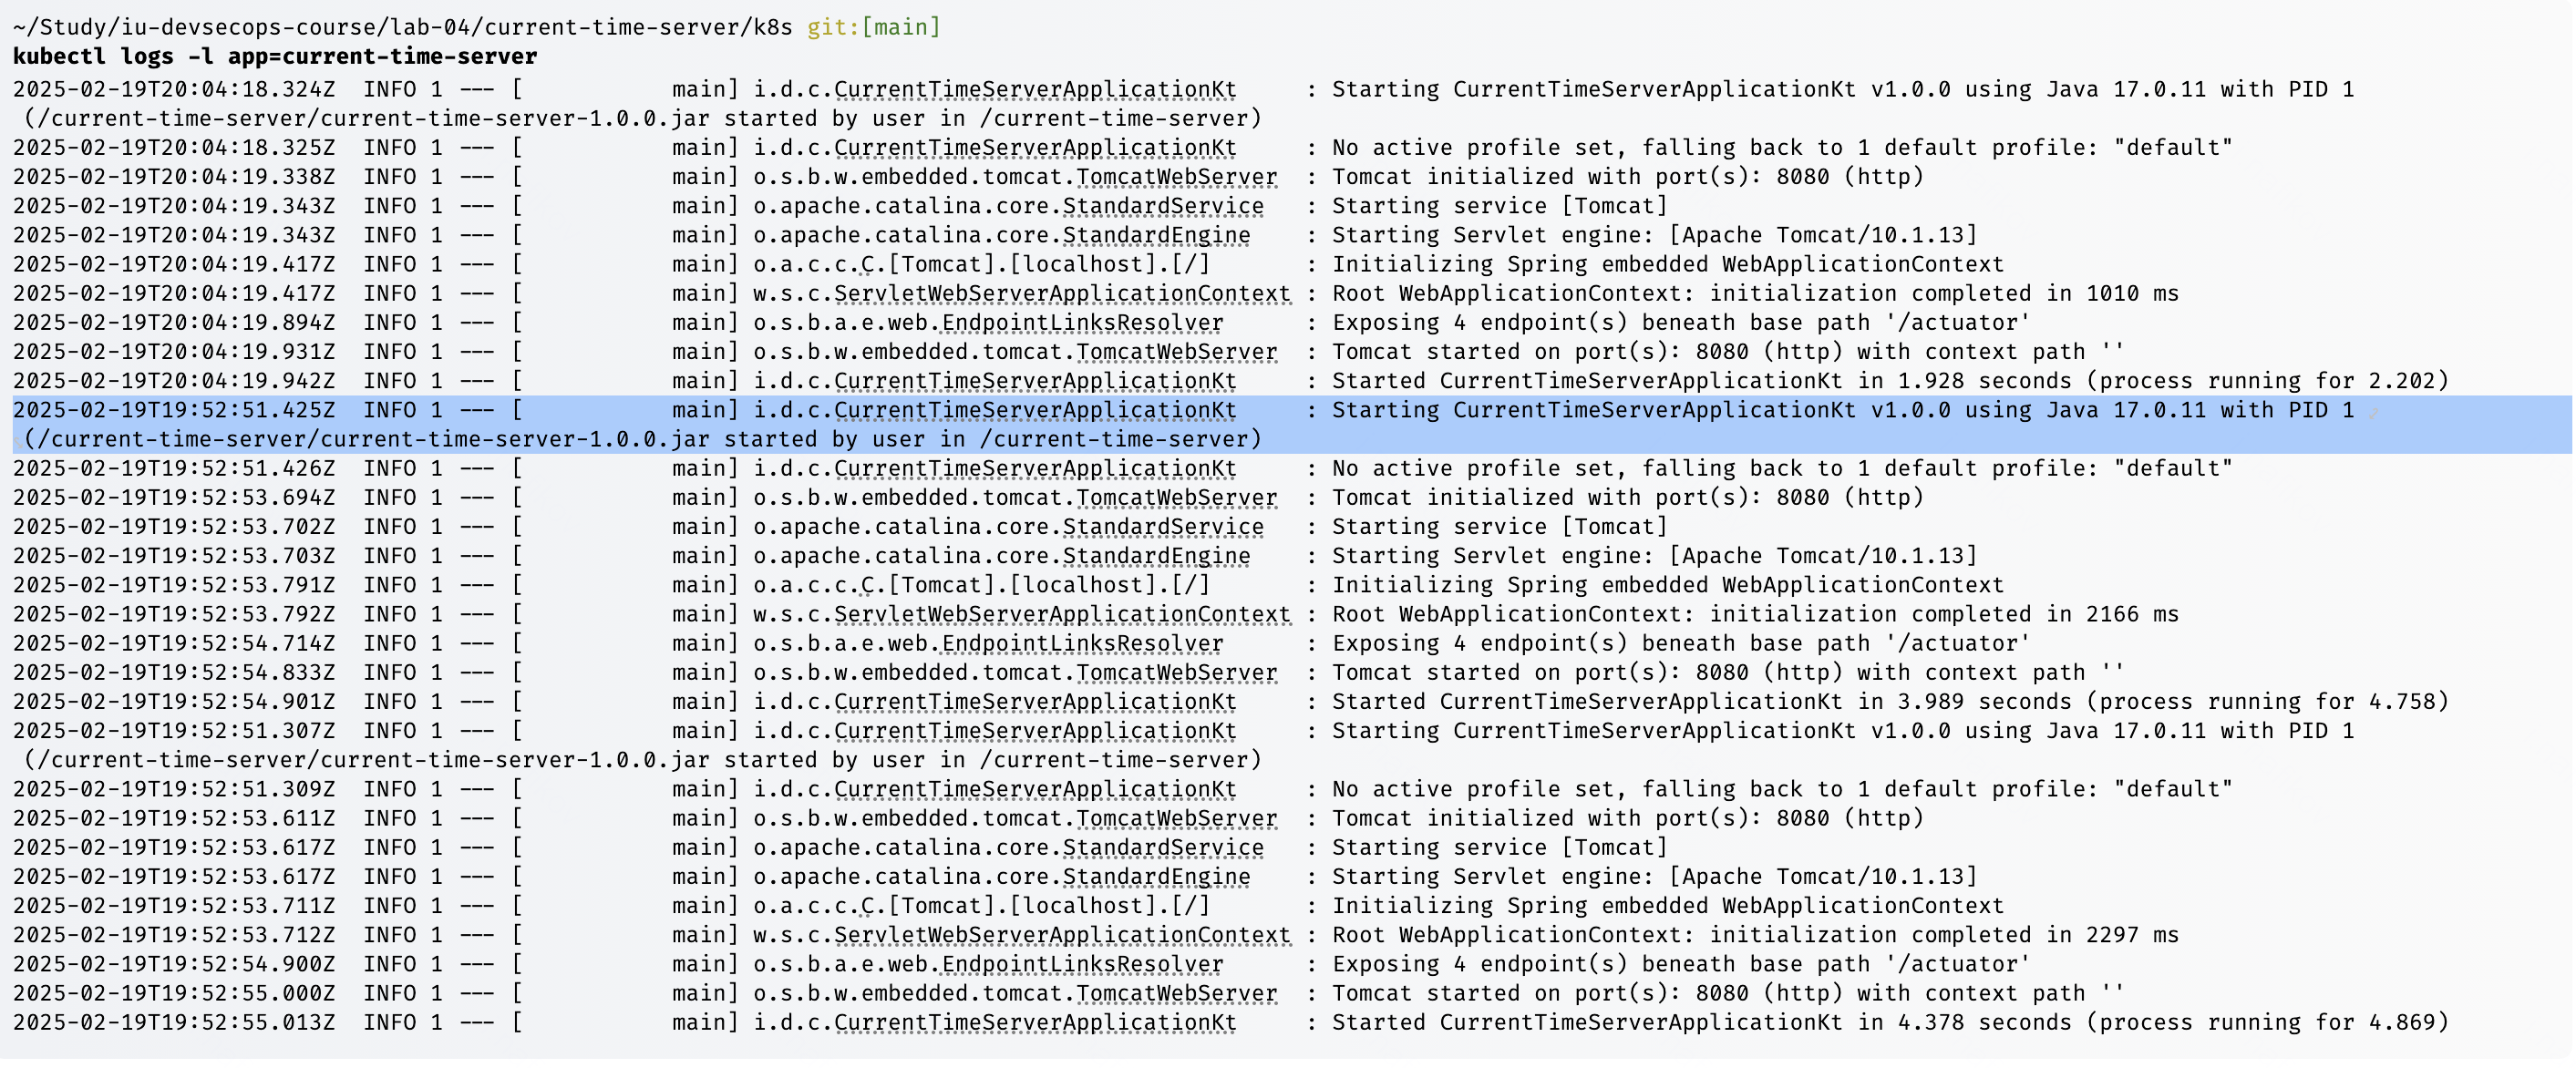 ~/Study/iu-devsecops-course/lab-04/current-time-server/k8s git:[main]
kubectl logs -l app=current-time-server
2025-02-19T20:04:18.324Z  INFO 1 --- [           main] i.d.c.CurrentTimeServerApplicationKt     : Starting CurrentTimeServerApplicationKt v1.0.0 using Java 17.0.11 with PID 1
(/current-time-server/current-time-server-1.0.0.jar started by user in /current-time-server)
2025-02-19T20:04:18.325Z  INFO 1 --- [           main] i.d.c.CurrentTimeServerApplicationKt     : No active profile set, falling back to 1 default profile: "default"
2025-02-19T20:04:19.338Z  INFO 1 --- [           main] o.s.b.w.embedded.tomcat.TomcatWebServer  : Tomcat initialized with port(s): 8080 (http)
2025-02-19T20:04:19.343Z  INFO 1 --- [           main] o.apache.catalina.core.StandardService   : Starting service [Tomcat]
2025-02-19T20:04:19.343Z  INFO 1 --- [           main] o.apache.catalina.core.StandardEngine    : Starting Servlet engine: [Apache Tomcat/10.1.13]
2025-02-19T20:04:19.417Z  INFO 1 --- [           main] o.a.c.c.C.[Tomcat].[localhost].[/]       : Initializing Spring embedded WebApplicationContext
2025-02-19T20:04:19.417Z  INFO 1 --- [           main] w.s.c.ServletWebServerApplicationContext : Root WebApplicationContext: initialization completed in 1010 ms
2025-02-19T20:04:19.894Z  INFO 1 --- [           main] o.s.b.a.e.web.EndpointLinksResolver      : Exposing 4 endpoint(s) beneath base path '/actuator'
2025-02-19T20:04:19.931Z  INFO 1 --- [           main] o.s.b.w.embedded.tomcat.TomcatWebServer  : Tomcat started on port(s): 8080 (http) with context path ''
2025-02-19T20:04:19.942Z  INFO 1 --- [           main] i.d.c.CurrentTimeServerApplicationKt     : Started CurrentTimeServerApplicationKt in 1.928 seconds (process running for 2.202)
2025-02-19T19:52:51.425Z  INFO 1 --- [           main] i.d.c.CurrentTimeServerApplicationKt     : Starting CurrentTimeServerApplicationKt v1.0.0 using Java 17.0.11 with PID 1
(/current-time-server/current-time-server-1.0.0.jar started by user in /current-time-server)
2025-02-19T19:52:51.426Z  INFO 1 --- [           main] i.d.c.CurrentTimeServerApplicationKt     : No active profile set, falling back to 1 default profile: "default"
2025-02-19T19:52:53.694Z  INFO 1 --- [           main] o.s.b.w.embedded.tomcat.TomcatWebServer  : Tomcat initialized with port(s): 8080 (http)
2025-02-19T19:52:53.702Z  INFO 1 --- [           main] o.apache.catalina.core.StandardService   : Starting service [Tomcat]
2025-02-19T19:52:53.703Z  INFO 1 --- [           main] o.apache.catalina.core.StandardEngine    : Starting Servlet engine: [Apache Tomcat/10.1.13]
2025-02-19T19:52:53.791Z  INFO 1 --- [           main] o.a.c.c.C.[Tomcat].[localhost].[/]       : Initializing Spring embedded WebApplicationContext
2025-02-19T19:52:53.792Z  INFO 1 --- [           main] w.s.c.ServletWebServerApplicationContext : Root WebApplicationContext: initialization completed in 2166 ms
2025-02-19T19:52:54.714Z  INFO 1 --- [           main] o.s.b.a.e.web.EndpointLinksResolver      : Exposing 4 endpoint(s) beneath base path '/actuator'
2025-02-19T19:52:54.833Z  INFO 1 --- [           main] o.s.b.w.embedded.tomcat.TomcatWebServer  : Tomcat started on port(s): 8080 (http) with context path ''
2025-02-19T19:52:54.901Z  INFO 1 --- [           main] i.d.c.CurrentTimeServerApplicationKt     : Started CurrentTimeServerApplicationKt in 3.989 seconds (process running for 4.758)
2025-02-19T19:52:51.307Z  INFO 1 --- [           main] i.d.c.CurrentTimeServerApplicationKt     : Starting CurrentTimeServerApplicationKt v1.0.0 using Java 17.0.11 with PID 1
(/current-time-server/current-time-server-1.0.0.jar started by user in /current-time-server)
2025-02-19T19:52:51.309Z  INFO 1 --- [           main] i.d.c.CurrentTimeServerApplicationKt     : No active profile set, falling back to 1 default profile: "default"
2025-02-19T19:52:53.611Z  INFO 1 --- [           main] o.s.b.w.embedded.tomcat.TomcatWebServer  : Tomcat initialized with port(s): 8080 (http)
2025-02-19T19:52:53.617Z  INFO 1 --- [           main] o.apache.catalina.core.StandardService   : Starting service [Tomcat]
2025-02-19T19:52:53.617Z  INFO 1 --- [           main] o.apache.catalina.core.StandardEngine    : Starting Servlet engine: [Apache Tomcat/10.1.13]
2025-02-19T19:52:53.711Z  INFO 1 --- [           main] o.a.c.c.C.[Tomcat].[localhost].[/]       : Initializing Spring embedded WebApplicationContext
2025-02-19T19:52:53.712Z  INFO 1 --- [           main] w.s.c.ServletWebServerApplicationContext : Root WebApplicationContext: initialization completed in 2297 ms
2025-02-19T19:52:54.900Z  INFO 1 --- [           main] o.s.b.a.e.web.EndpointLinksResolver      : Exposing 4 endpoint(s) beneath base path '/actuator'
2025-02-19T19:52:55.000Z  INFO 1 --- [           main] o.s.b.w.embedded.tomcat.TomcatWebServer  : Tomcat started on port(s): 8080 (http) with context path ''
2025-02-19T19:52:55.013Z  INFO 1 --- [           main] i.d.c.CurrentTimeServerApplicationKt     : Started CurrentTimeServerApplicationKt in 4.378 seconds (process running for 4.869)